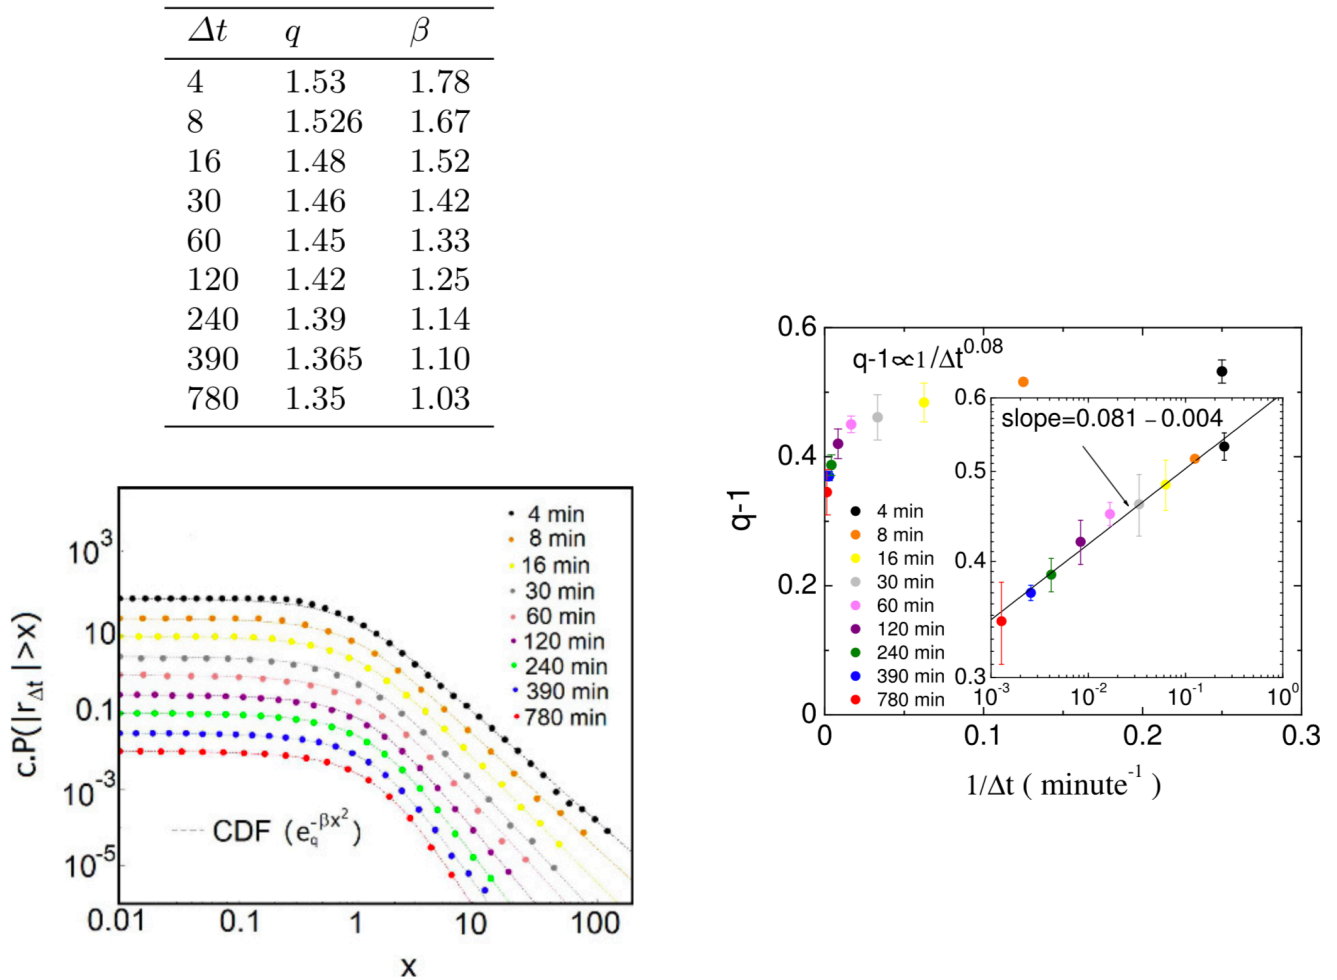 Δt q β
4 1.53 1.78
8 1.526 1.67
16 1.48 1.52
30 1.46 1.42
60 1.45 1.33
120 1.42 1.25
240 1.39 1.14
390 1.365 1.10
780 1.35 1.03
c.P(|r_Δt|>x)
10^3
10
0.1
10^-3
10^-5
4 min
8 min
16 min
30 min
60 min
120 min
240 min
390 min
780 min
CDF (e_q^-βx^2)
0.01 0.1 1 10 100
x
q-1
0.6
0.4
0.2
0
q-1∝1/Δt^0.08
4 min
8 min
16 min
30 min
60 min
120 min
240 min
390 min
780 min
0.6
slope=0.081 – 0.004
0.5
0.4
0.3
10^-3 10^-2 10^-1 10^0
0 0.1 0.2 0.3
1/Δt ( minute^-1 )